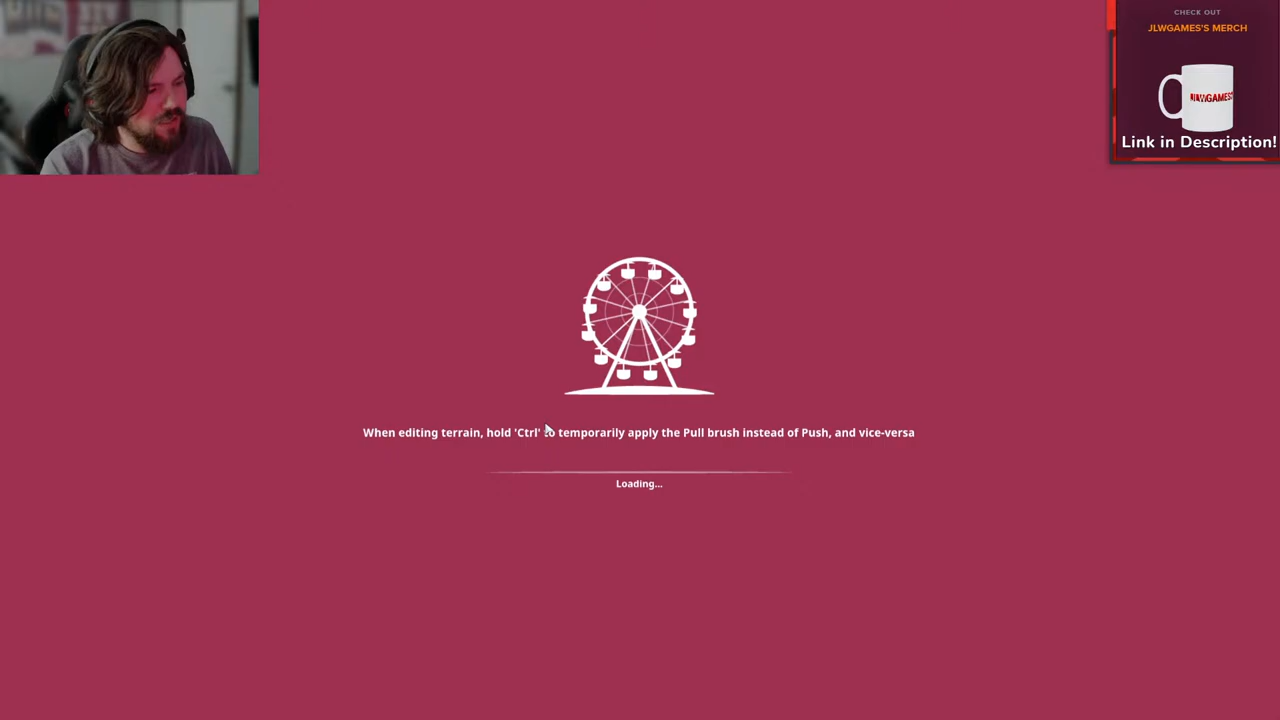 CHECK OUT
JLWGAMES'S MERCH
JLWGAMES
Link in Description!
When editing terrain, hold 'Ctrl' to temporarily apply the Pull brush instead of Push, and vice-versa
Loading...